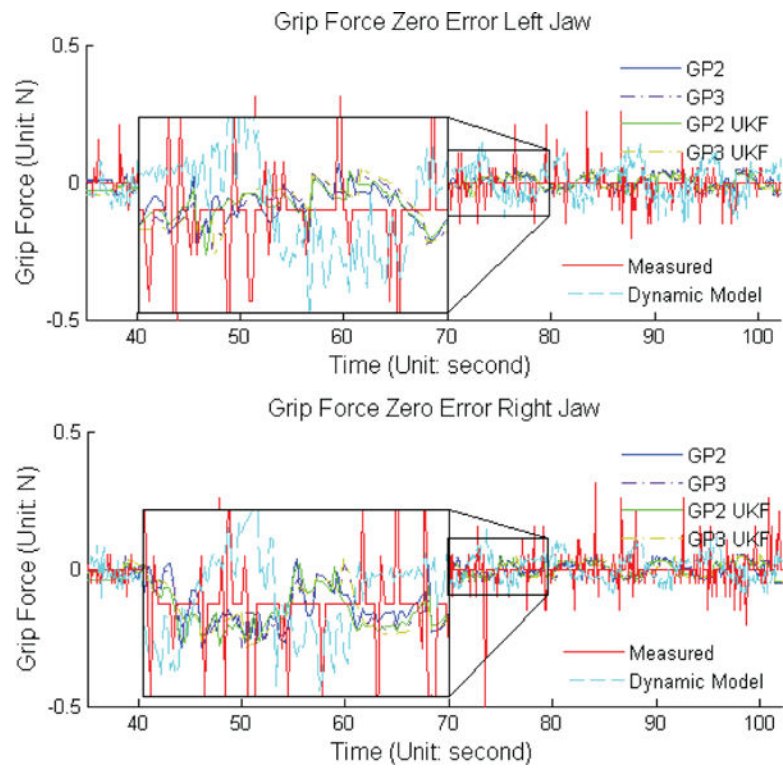 Grip Force Zero Error Left Jaw
0.5
0
-0.5
Grip Force (Unit: N)
GP2
GP3
GP2 UKF
GP3 UKF
Measured
Dynamic Model
40 50 60 70 80 90 100
Time (Unit: second)
Grip Force Zero Error Right Jaw
0.5
0
-0.5
Grip Force (Unit: N)
GP2
GP3
GP2 UKF
GP3 UKF
Measured
Dynamic Model
40 50 60 70 80 90 100
Time (Unit: second)